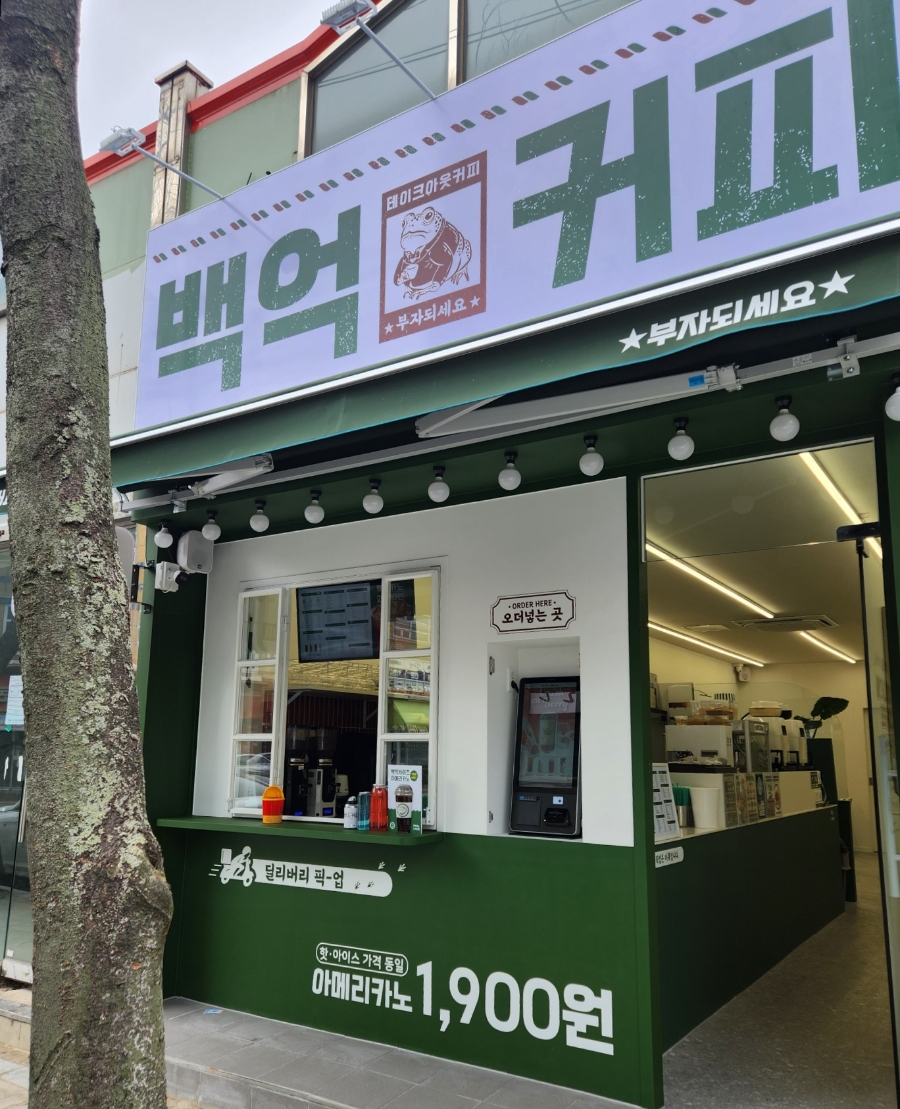 백억
테이크아웃커피
★부자되세요★
커피
★부자되세요★
•ORDER HERE•
오더넣는 곳
딜리버리 픽-업
핫·아이스 가격 동일
아메리카노 1,900원